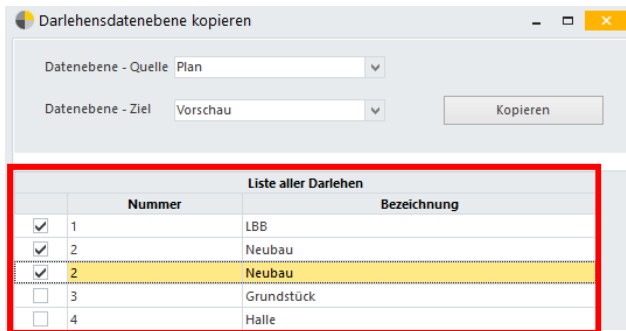 Darlehensdatenebene kopieren
Datenebene - Quelle Plan
Datenebene - Ziel Vorschau Kopieren
Liste aller Darlehen
Nummer Bezeichnung
1 LBB
2 Neubau
2 Neubau
3 Grundstück
4 Halle